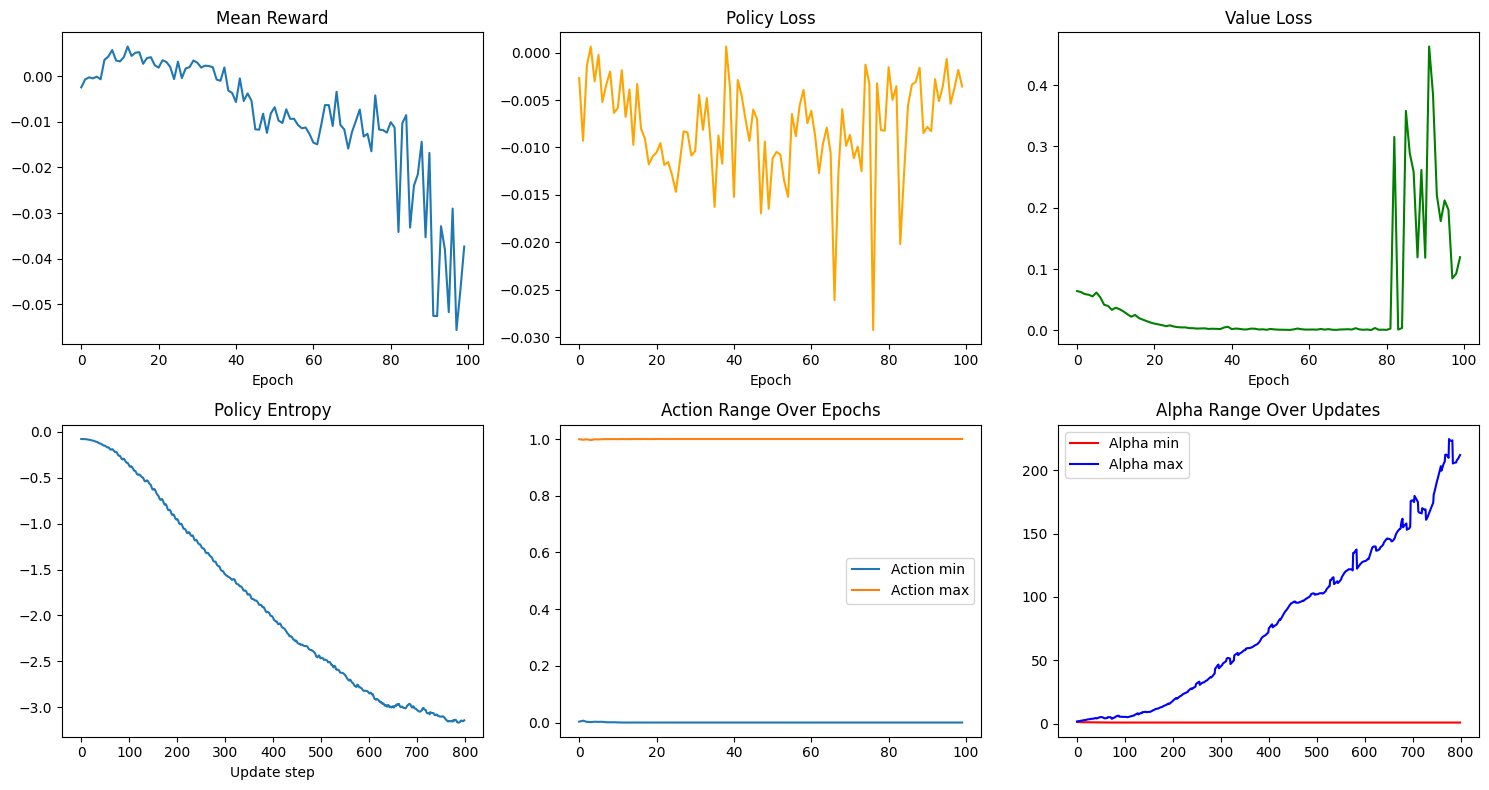 Mean Reward
0.00
−0.01
−0.02
−0.03
−0.04
−0.05
0 20 40 60 80 100
Epoch
Policy Loss
0.000
−0.005
−0.010
−0.015
−0.020
−0.025
−0.030
0 20 40 60 80 100
Epoch
Value Loss
0.4
0.3
0.2
0.1
0.0
0 20 40 60 80 100
Epoch
Policy Entropy
0.0
−0.5
−1.0
−1.5
−2.0
−2.5
−3.0
0 100 200 300 400 500 600 700 800
Update step
Action Range Over Epochs
1.0
0.8
0.6
0.4
0.2
0.0
Action min
Action max
0 20 40 60 80 100
Alpha Range Over Updates
Alpha min
Alpha max
200
150
100
50
0
0 100 200 300 400 500 600 700 800